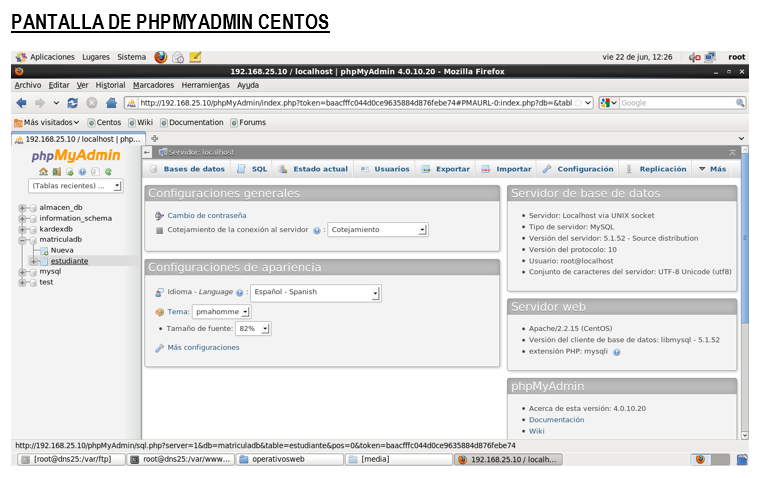 PANTALLA DE PHPMYADMIN CENTOS
Aplicaciones Lugares Sistema vie 22 de jun, 12:26 root
192.168.25.10 / localhost | phpMyAdmin 4.0.10.20 - Mozilla Firefox
Archivo Editar Ver Historial Marcadores Herramientas Ayuda
http://192.168.25.10/phpMyAdmin/index.php?token=baacfffc044d0ce9635884d876febe74#PMAURL-0:index.php?db=&tabl Google
Más visitados Centos Wiki Documentation Forums
192.168.25.10 / localhost | php...
phpMyAdmin
Servidor: localhost
Bases de datos SQL Estado actual Usuarios Exportar Importar Configuración Replicación Más
(Tablas recientes) ...
almacen_db
information_schema
kardexdb
matriculadb
Nueva
estudiante
mysql
test
Configuraciones generales
Cambio de contraseña
Cotejamiento de la conexión al servidor : Cotejamiento
Configuraciones de apariencia
Idioma - Language : Español - Spanish
Tema: pmahomme
Tamaño de fuente: 82%
Más configuraciones
Servidor de base de datos
Servidor: Localhost via UNIX socket
Tipo de servidor: MySQL
Versión del servidor: 5.1.52 - Source distribution
Versión del protocolo: 10
Usuario: root@localhost
Conjunto de caracteres del servidor: UTF-8 Unicode (utf8)
Servidor web
Apache/2.2.15 (CentOS)
Versión del cliente de base de datos: libmysql - 5.1.52
extensión PHP: mysqli
phpMyAdmin
Acerca de esta versión: 4.0.10.20
Documentación
Wiki
http://192.168.25.10/phpMyAdmin/sql.php?server=1&db=matriculadb&table=estudiante&pos=0&token=baacfffc044d0ce9635884d876febe74
[root@dns25:/var/ftp] root@dns25:/var/www... operativosweb [media] 192.168.25.10 / localh...